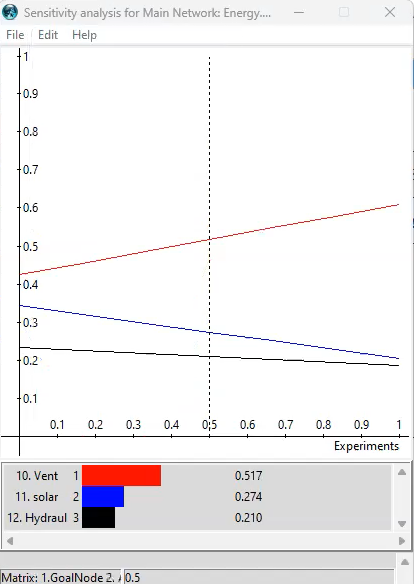 Sensitivity analysis for Main Network: Energy....
File Edit Help
1
0.9
0.8
0.7
0.6
0.5
0.4
0.3
0.2
0.1
0.1 0.2 0.3 0.4 0.5 0.6 0.7 0.8 0.9 1
Experiments
10. Vent 1 0.517
11. solar 2 0.274
12. Hydraul 3 0.210
Matrix: 1.GoalNode 2. 0.5